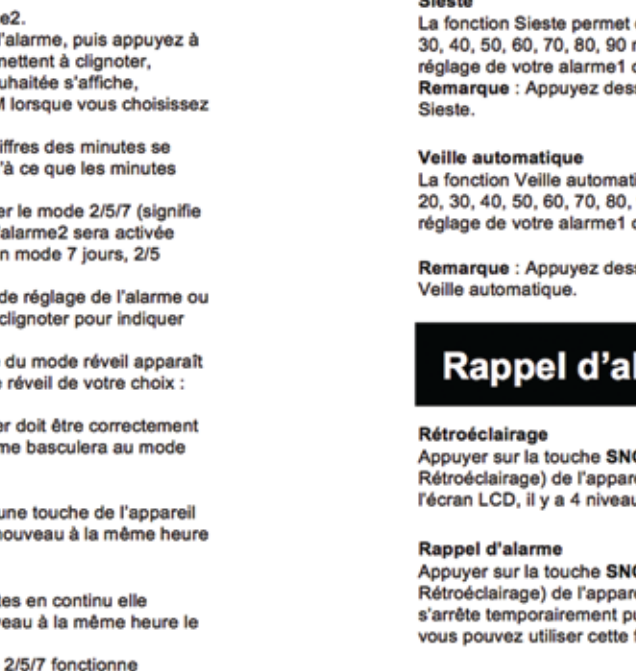 e2.
'alarme, puis appuyez à
mettent à clignoter,
uhaitée s'affiche,
M lorsque vous choisissez
iffres des minutes se
'à ce que les minutes
er le mode 2/5/7 (signifie
'alarme2 sera activée
n mode 7 jours, 2/5
de réglage de l'alarme ou
clignoter pour indiquer
du mode réveil apparaît
réveil de votre choix :
er doit être correctement
me basculera au mode
une touche de l'appareil
nouveau à la même heure
tes en continu elle
veau à la même heure le
2/5/7 fonctionne
Sieste
La fonction Sieste permet
30, 40, 50, 60, 70, 80, 90
réglage de votre alarme1
Remarque : Appuyez dess
Sieste.
Veille automatique
La fonction Veille automati
20, 30, 40, 50, 60, 70, 80,
réglage de votre alarme1
Remarque : Appuyez dess
Veille automatique.
Rappel d'al
Rétroéclairage
Appuyer sur la touche SNO
Rétroéclairage) de l'appare
l'écran LCD, il y a 4 niveau
Rappel d'alarme
Appuyer sur la touche SNO
Rétroéclairage) de l'appare
s'arrête temporairement pu
vous pouvez utiliser cette f